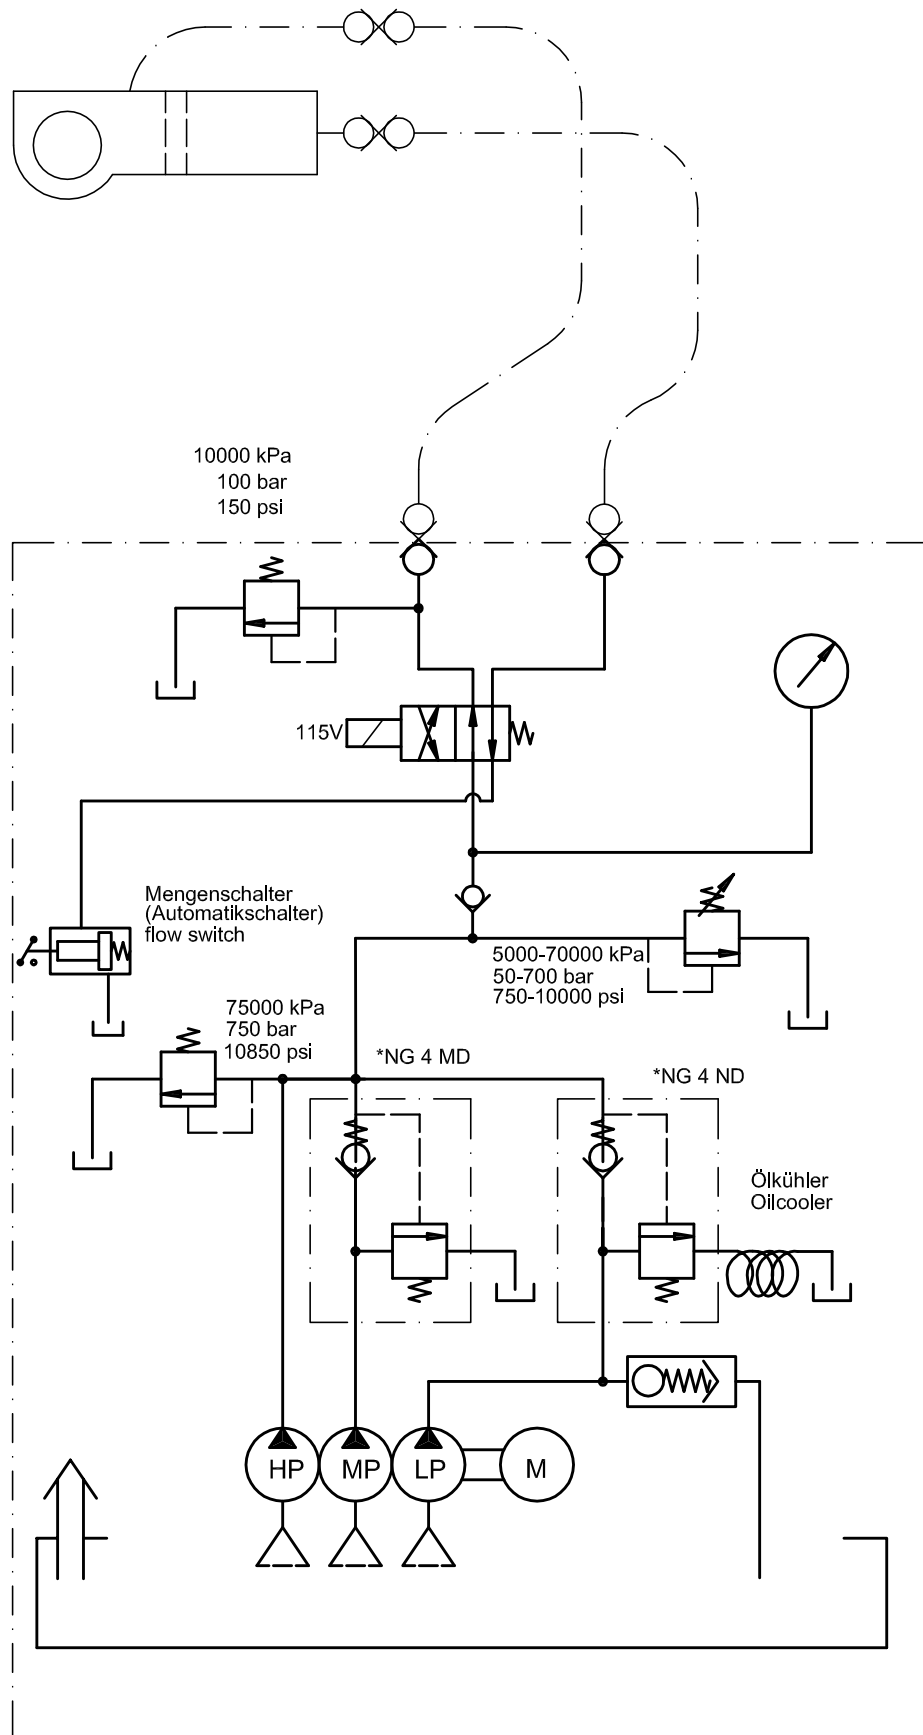 10000 kPa
100 bar
150 psi
115V
Mengenschalter
(Automatikschalter)
flow switch
5000-70000 kPa
50-700 bar
750-10000 psi
75000 kPa
750 bar
10850 psi
*NG 4 MD
*NG 4 ND
Ölkühler
Oilcooler
HP
MP
LP
M